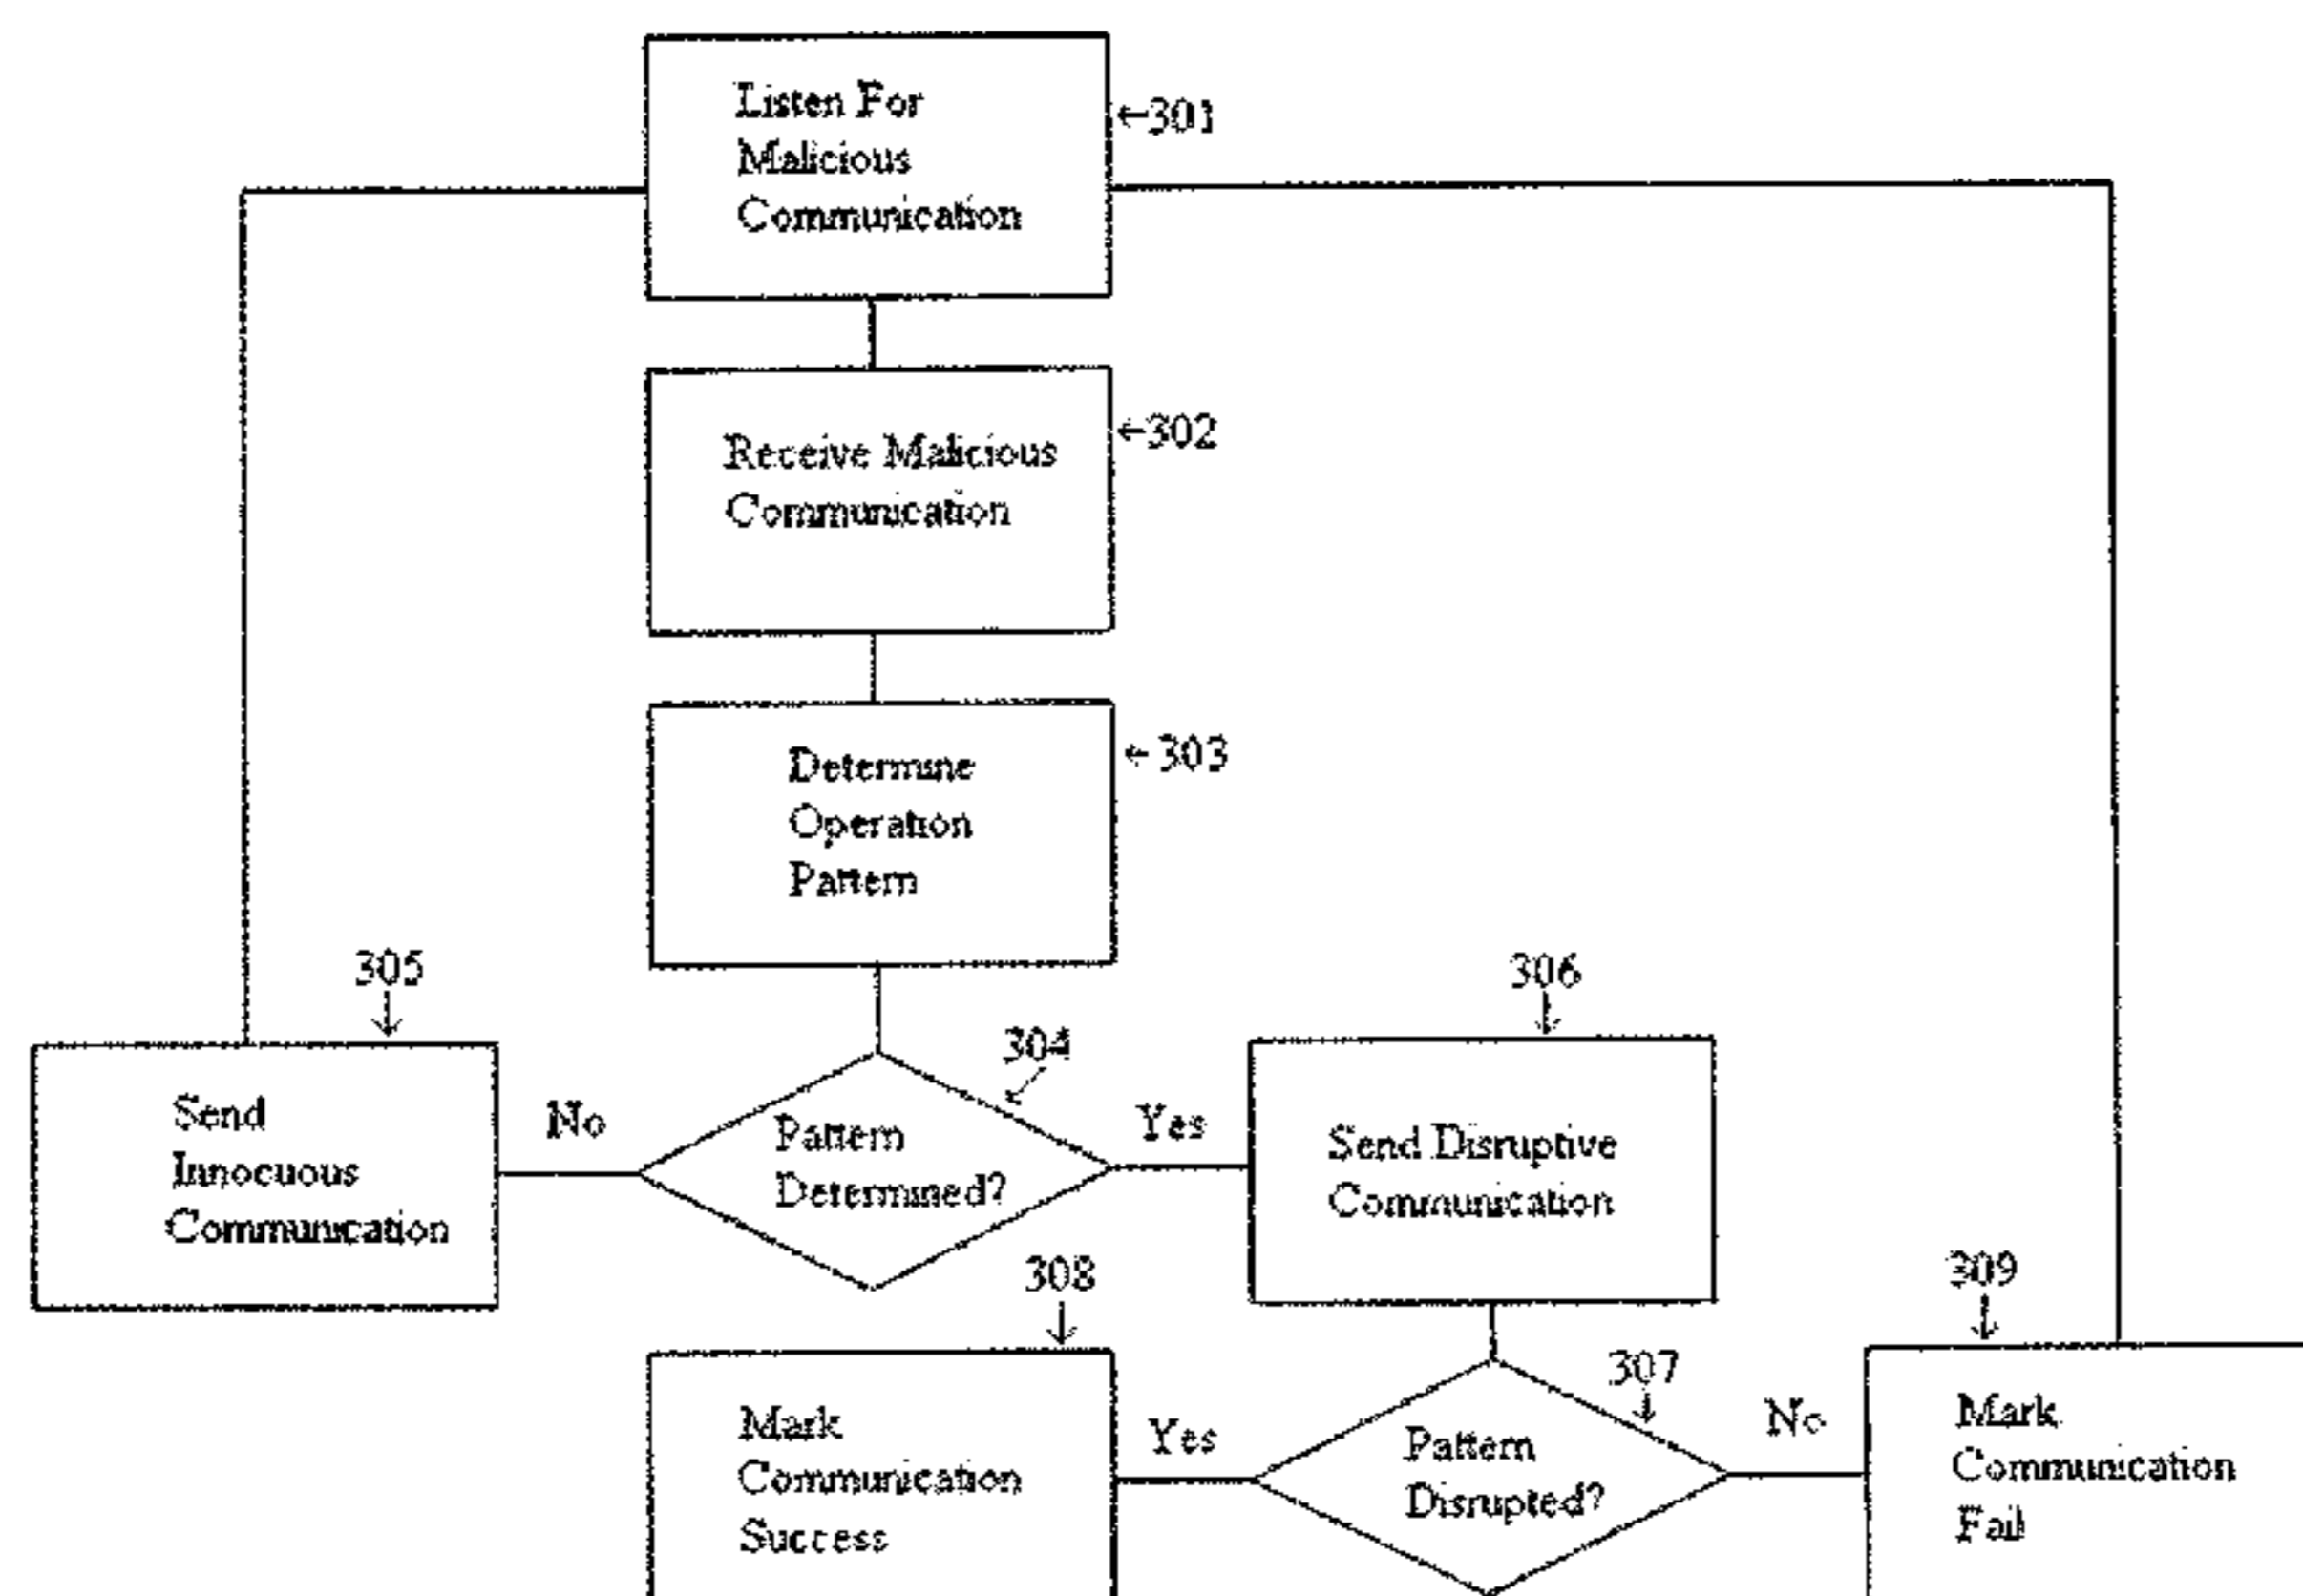 Listen For
Malicious
Communication
←301
Receive Malicious
Communication
←302
Determine
Operation
Pattern
←303
305
Send
Innocuous
Communication
No
304
Pattern
Determined?
Yes
306
Send Disruptive
Communication
308
Mark
Communication
Success
Yes
307
Pattern
Disrupted?
No
309
Mark
Communication
Fail